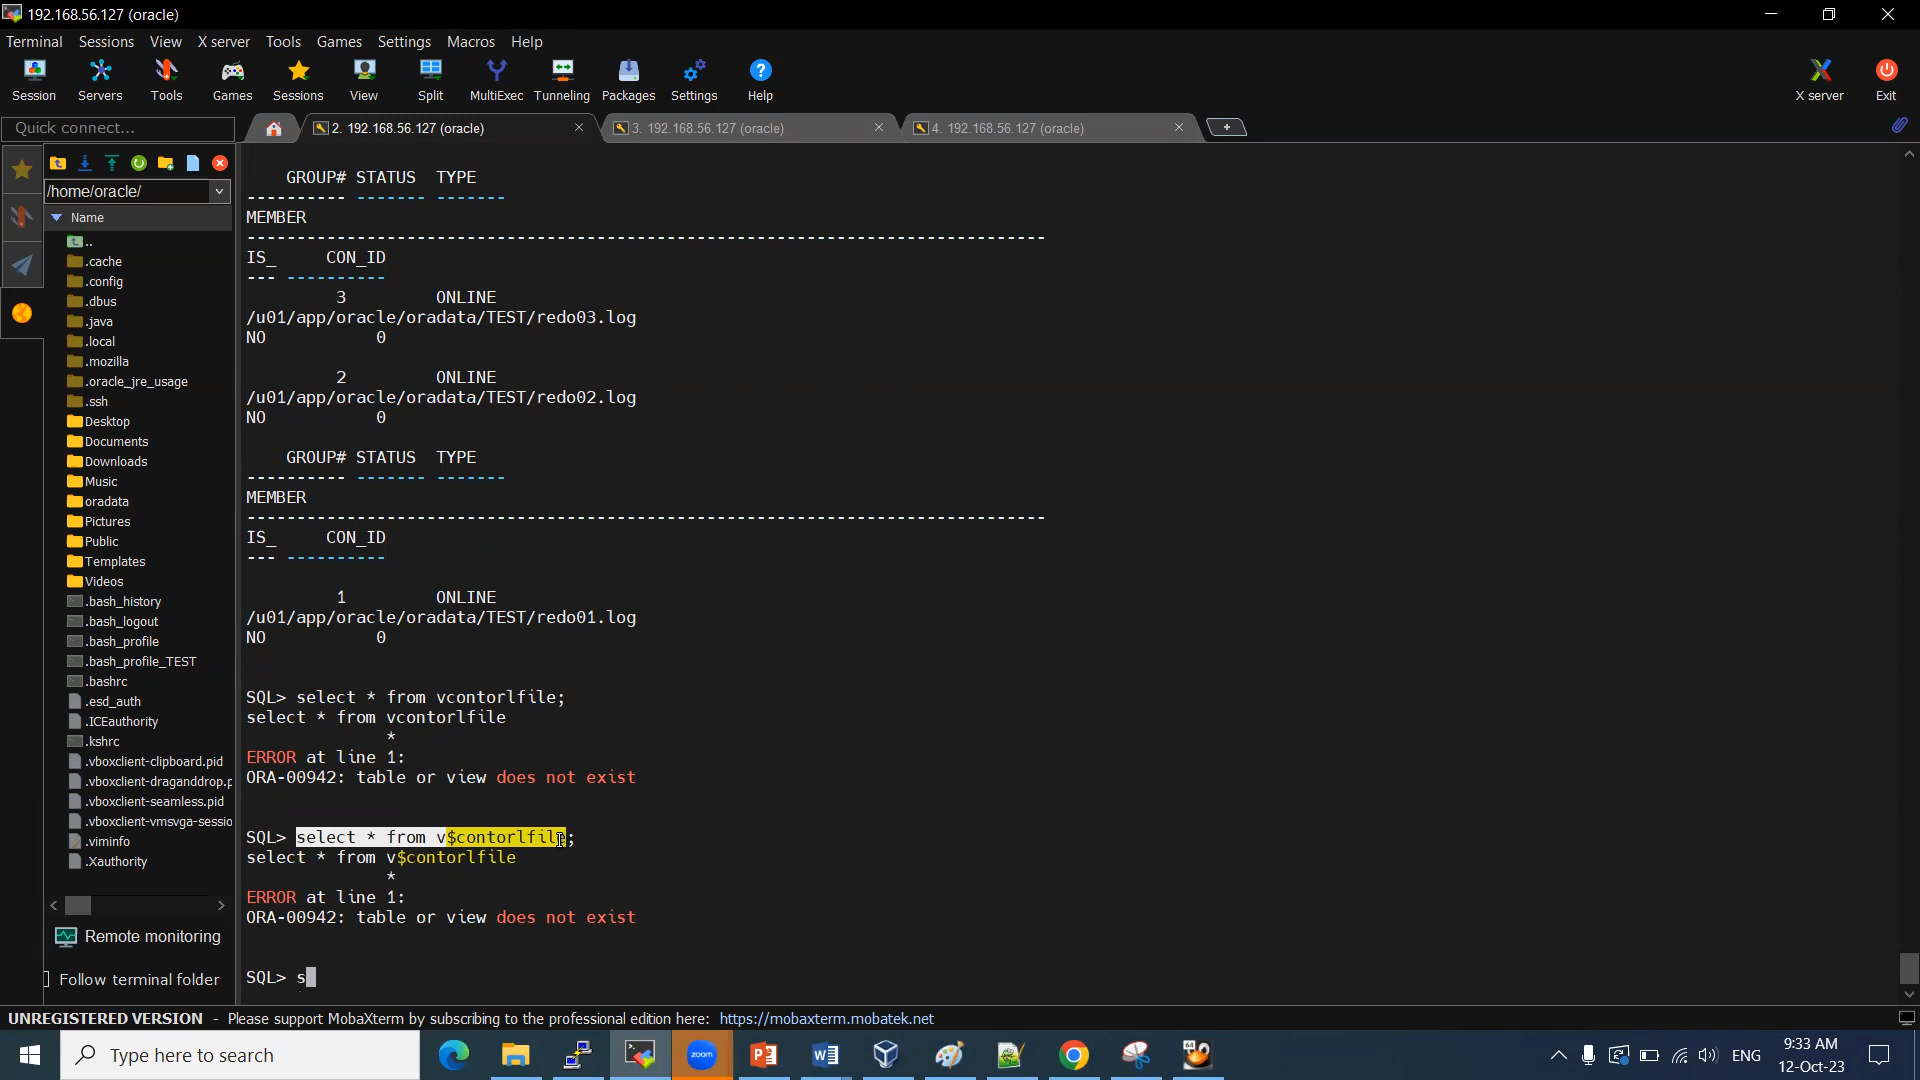 192.168.56.127 (oracle)
Terminal Sessions View X server Tools Games Settings Macros Help
Session Servers Tools Games Sessions View Split MultiExec Tunneling Packages Settings Help X server Exit
Quick connect... 2. 192.168.56.127 (oracle) 3. 192.168.56.127 (oracle) 4. 192.168.56.127 (oracle)
/home/oracle/
Name
..
.cache
.config
.dbus
.java
.local
.mozilla
.oracle_jre_usage
.ssh
Desktop
Documents
Downloads
Music
oradata
Pictures
Public
Templates
Videos
.bash_history
.bash_logout
.bash_profile
.bash_profile_TEST
.bashrc
.esd_auth
.ICEauthority
.kshrc
.vboxclient-clipboard.pid
.vboxclient-draganddrop.p
.vboxclient-seamless.pid
.vboxclient-vmsvga-sessio
.viminfo
.Xauthority
Remote monitoring
Follow terminal folder
GROUP# STATUS TYPE
---------- ------- -------
MEMBER
--------------------------------------------------------------------------------
IS_ CON_ID
--- ----------
3 ONLINE
/u01/app/oracle/oradata/TEST/redo03.log
NO 0
2 ONLINE
/u01/app/oracle/oradata/TEST/redo02.log
NO 0
GROUP# STATUS TYPE
---------- ------- -------
MEMBER
--------------------------------------------------------------------------------
IS_ CON_ID
--- ----------
1 ONLINE
/u01/app/oracle/oradata/TEST/redo01.log
NO 0
SQL> select * from vcontorlfile;
select * from vcontorlfile
*
ERROR at line 1:
ORA-00942: table or view does not exist
SQL> select * from v$contorlfile;
select * from v$contorlfile
*
ERROR at line 1:
ORA-00942: table or view does not exist
SQL> s
UNREGISTERED VERSION - Please support MobaXterm by subscribing to the professional edition here: https://mobaxterm.mobatek.net
Type here to search
zoom
64
ENG
9:33 AM
12-Oct-23